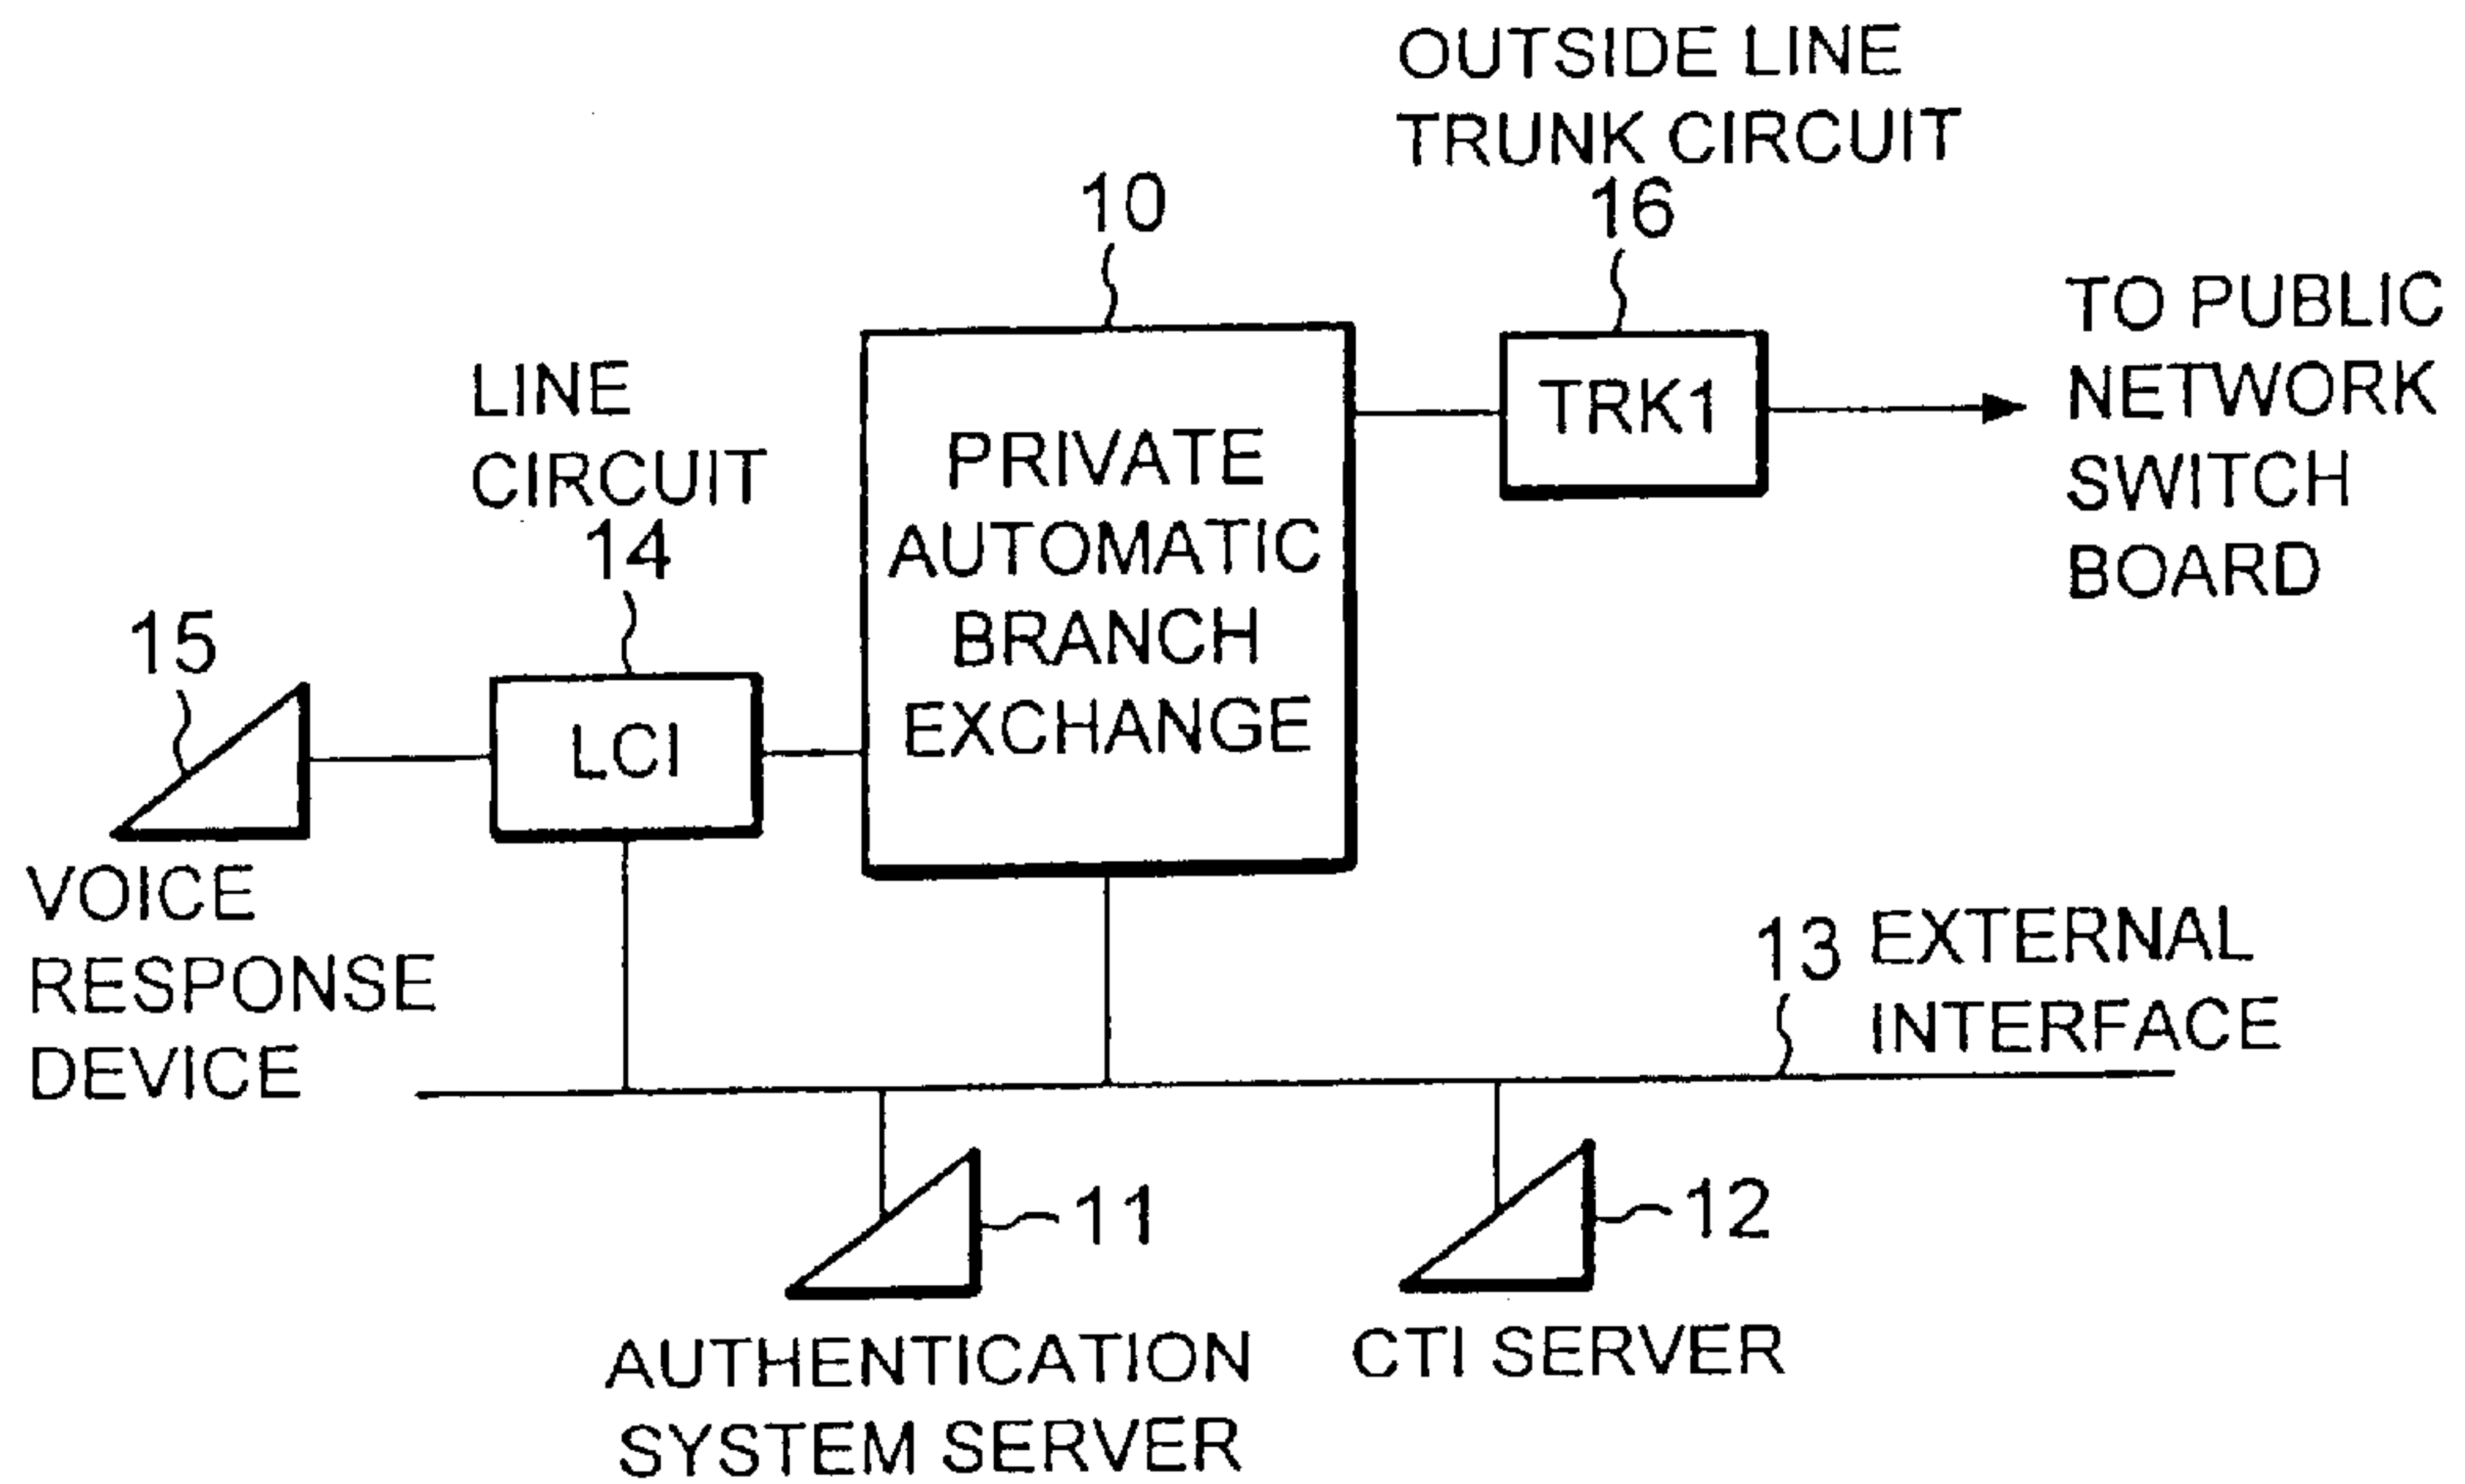 OUTSIDE LINE
TRUNK CIRCUIT
16
10
TRK1
TO PUBLIC
NETWORK
SWITCH
BOARD
LINE
CIRCUIT
14
PRIVATE
AUTOMATIC
BRANCH
EXCHANGE
15
LCI
VOICE
RESPONSE
DEVICE
13 EXTERNAL
INTERFACE
11
12
AUTHENTICATION
SYSTEM SERVER
CTI SERVER